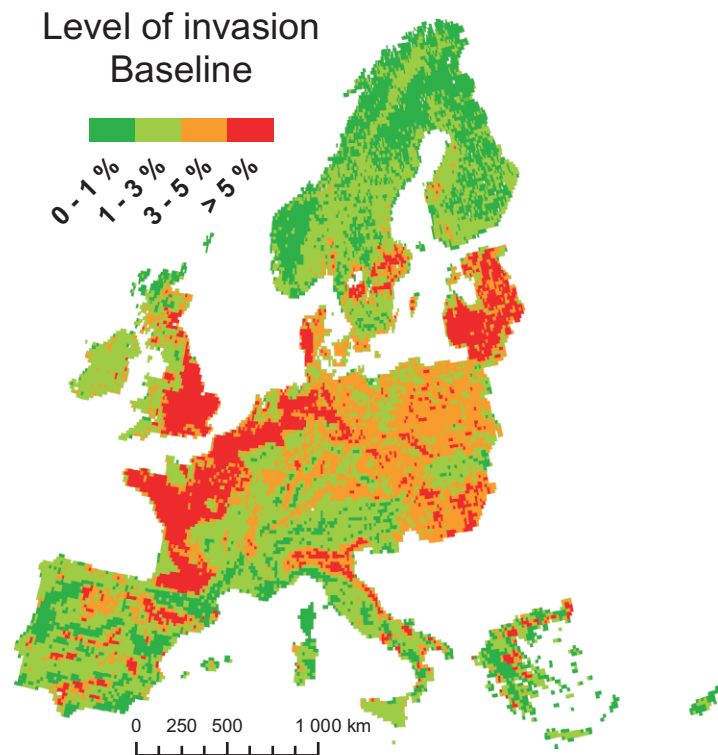 Level of invasion
Baseline
0 - 1 %
1 - 3 %
3 - 5 %
> 5 %
0 250 500 1 000 km